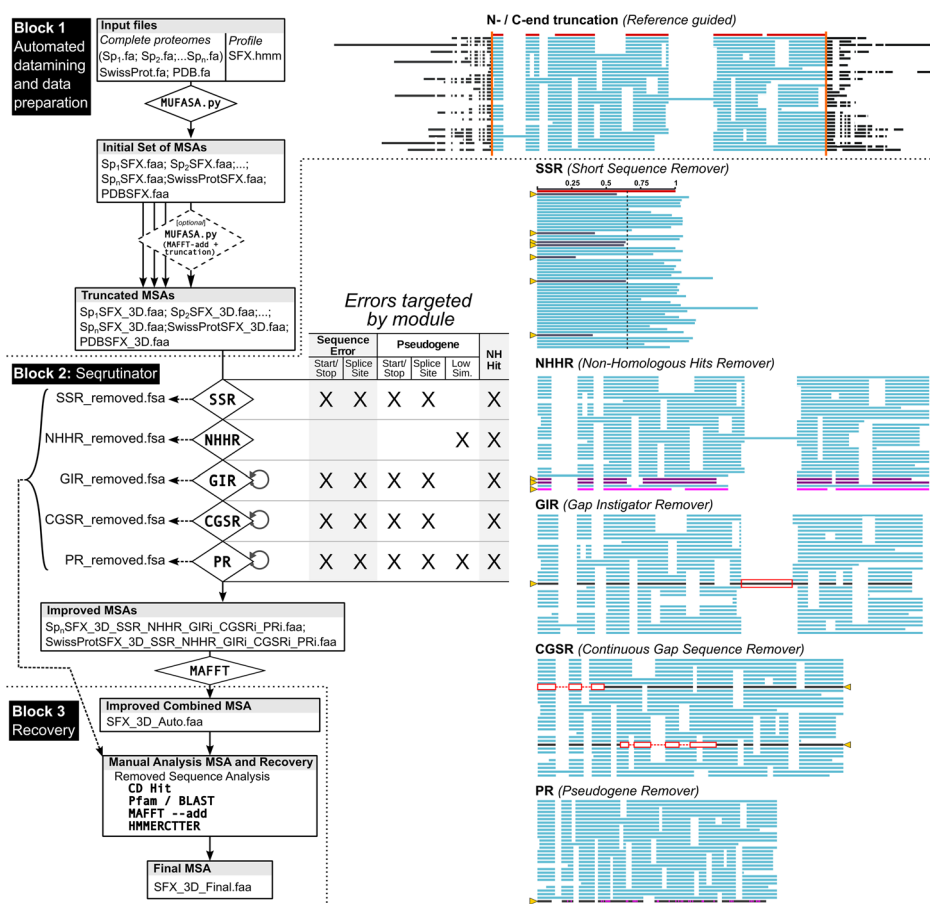 Block 1
Automated
datamining
and data
preparation
Input files
Complete proteomes
Profile
(Sp1.fa; Sp2.fa;...Spn.fa)
SFX.hmm
SwissProt.fa; PDB.fa
MUFASA.py
Initial Set of MSAs
Sp1SFX.faa; Sp2SFX.faa;...;
SpnSFX.faa;SwissProtSFX.faa;
PDBSFX.faa
[optional]
MUFASA.py
(MAFFT-add +
truncation)
Truncated MSAs
Sp1SFX_3D.faa; Sp2SFX_3D.faa;...;
SpnSFX_3D.faa;SwissProtSFX_3D.faa;
PDBSFX_3D.faa
Block 2: Seqrutinator
Errors targeted
by module
Sequence
Error
Pseudogene
NH
Hit
Start/
Stop
Splice
Site
Start/
Stop
Splice
Site
Low
Sim.
SSR_removed.fsa
SSR
X X X X X
NHHR_removed.fsa
NHHR
X X
GIR_removed.fsa
GIR
X X X X X
CGSR_removed.fsa
CGSR
X X X X X
PR_removed.fsa
PR
X X X X X X
Improved MSAs
SpnSFX_3D_SSR_NHHR_GIRi_CGSRi_PRi.faa;
SwissProtSFX_3D_SSR_NHHR_GIRi_CGSRi_PRi.faa
MAFFT
Block 3
Recovery
Improved Combined MSA
SFX_3D_Auto.faa
Manual Analysis MSA and Recovery
Removed Sequence Analysis
CD Hit
Pfam / BLAST
MAFFT --add
HMMERCTTER
Final MSA
SFX_3D_Final.faa
N- / C-end truncation (Reference guided)
SSR (Short Sequence Remover)
0.25 0.5 0.75 1
NHHR (Non-Homologous Hits Remover)
GIR (Gap Instigator Remover)
CGSR (Continuous Gap Sequence Remover)
PR (Pseudogene Remover)